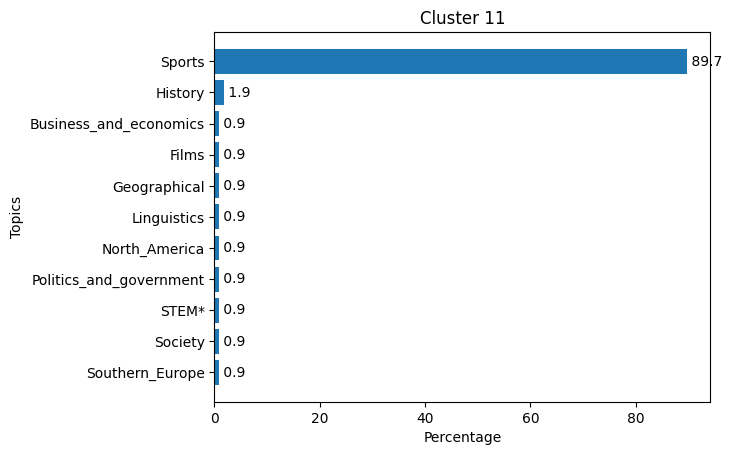 Cluster 11
Topics
Sports 89.7
History 1.9
Business_and_economics 0.9
Films 0.9
Geographical 0.9
Linguistics 0.9
North_America 0.9
Politics_and_government 0.9
STEM* 0.9
Society 0.9
Southern_Europe 0.9
0 20 40 60 80
Percentage